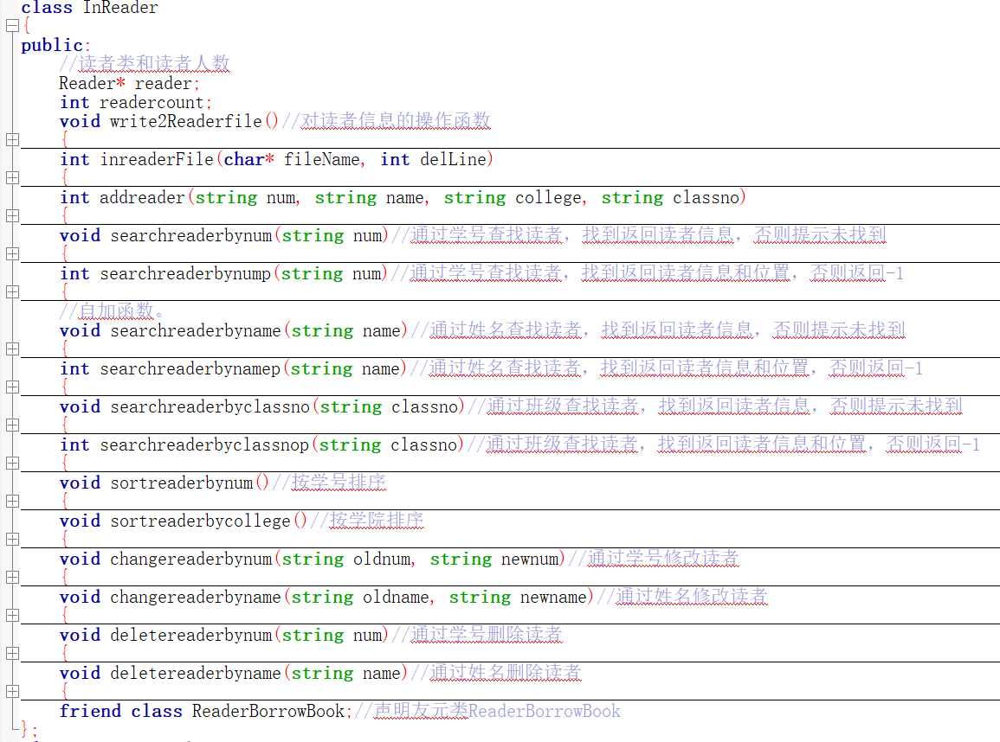 class InReader
{
public:
//读者类和读者人数
Reader* reader;
int readercount;
void write2Readerfile()//对读者信息的操作函数
{
int inreaderFile(char* fileName, int delLine)
{
int addreader(string num, string name, string college, string classno)
{
void searchreaderbynum(string num)//通过学号查找读者，找到返回读者信息，否则提示未找到
{
int searchreaderbynump(string num)//通过学号查找读者，找到返回读者信息和位置，否则返回-1
{
//自加函数。
void searchreaderbyname(string name)//通过姓名查找读者，找到返回读者信息，否则提示未找到
{
int searchreaderbynamep(string name)//通过姓名查找读者，找到返回读者信息和位置，否则返回-1
{
void searchreaderbyclassno(string classno)//通过班级查找读者，找到返回读者信息，否则提示未找到
{
int searchreaderbyclassnop(string classno)//通过班级查找读者，找到返回读者信息和位置，否则返回-1
{
void sortreaderbynum()//按学号排序
{
void sortreaderbycollege()//按学院排序
{
void changereaderbynum(string oldnum, string newnum)//通过学号修改读者
{
void changereaderbyname(string oldname, string newname)//通过姓名修改读者
{
void deletereaderbynum(string num)//通过学号删除读者
{
void deletereaderbyname(string name)//通过姓名删除读者
{
friend class ReaderBorrowBook;//声明友元类ReaderBorrowBook
};